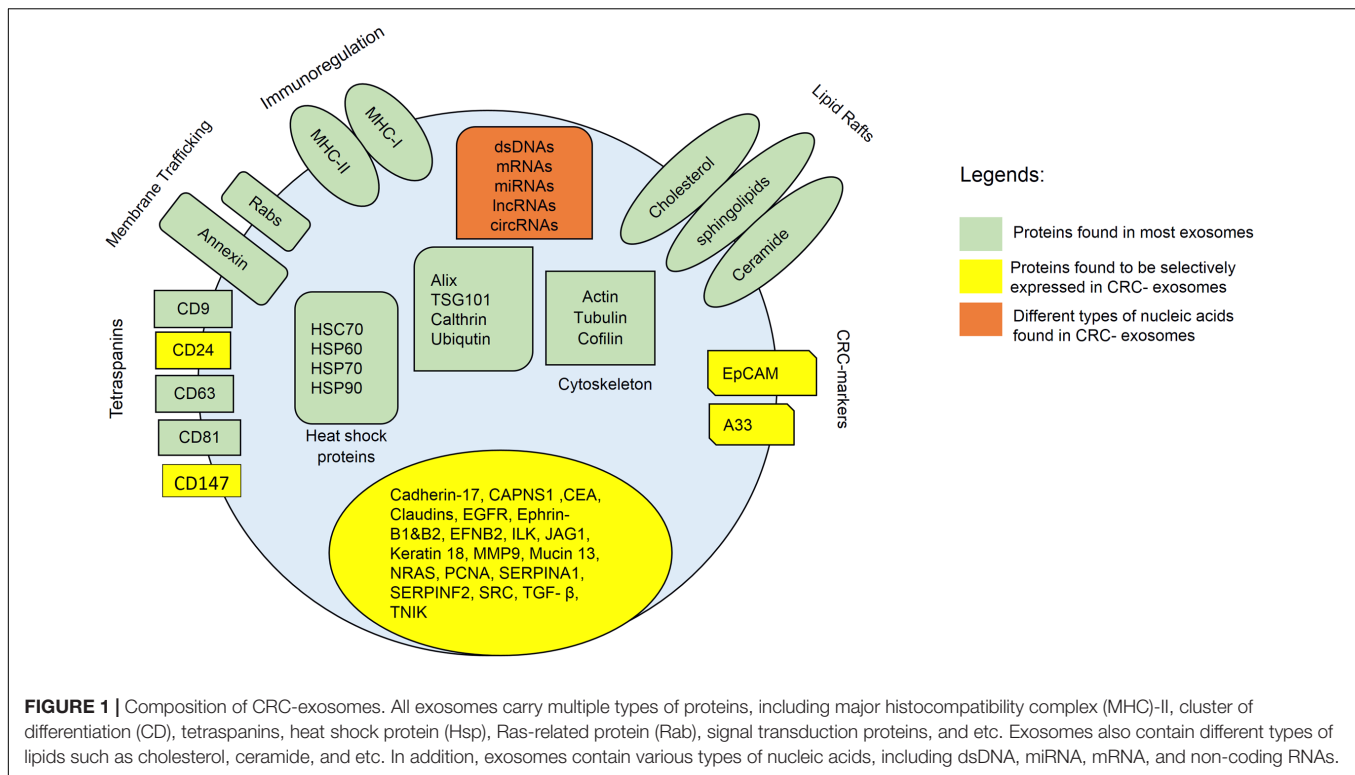 Immunoregulation
MHC-I
MHC-II
Membrane Trafficking
Rabs
Annexin
Tetraspanins
CD9
CD24
CD63
CD81
CD147
dsDNAs
mRNAs
miRNAs
lncRNAs
circRNAs
Lipid Rafts
Cholesterol
sphingolipids
Ceramide
HSC70
HSP60
HSP70
HSP90
Heat shock
proteins
Alix
TSG101
Calthrin
Ubiqutin
Actin
Tubulin
Cofilin
Cytoskeleton
EpCAM
A33
CRC-markers
Cadherin-17, CAPNS1 ,CEA,
Claudins, EGFR, Ephrin-
B1&B2, EFNB2, ILK, JAG1,
Keratin 18, MMP9, Mucin 13,
NRAS, PCNA, SERPINA1,
SERPINF2, SRC, TGF- β,
TNIK
Legends:
Proteins found in most exosomes
Proteins found to be selectively
expressed in CRC- exosomes
Different types of nucleic acids
found in CRC- exosomes
FIGURE 1 | Composition of CRC-exosomes. All exosomes carry multiple types of proteins, including major histocompatibility complex (MHC)-II, cluster of
differentiation (CD), tetraspanins, heat shock protein (Hsp), Ras-related protein (Rab), signal transduction proteins, and etc. Exosomes also contain different types of
lipids such as cholesterol, ceramide, and etc. In addition, exosomes contain various types of nucleic acids, including dsDNA, miRNA, mRNA, and non-coding RNAs.